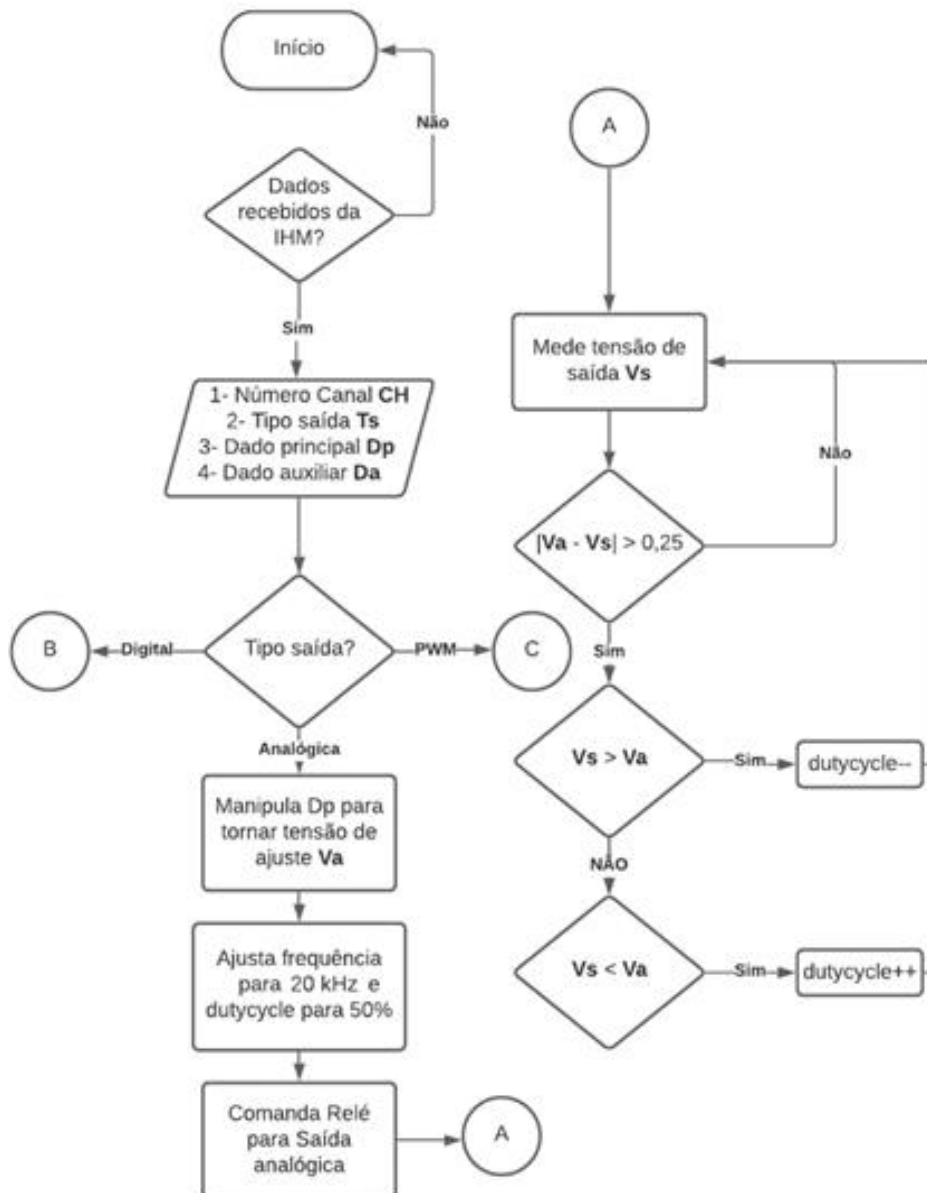 Início
Não
Dados
recebidos da
IHM?
Sim
1- Número Canal CH
2- Tipo saída Ts
3- Dado principal Dp
4- Dado auxiliar Da
Tipo saída?
Digital
B
PWM
C
Analógica
Manipula Dp para
tornar tensão de
ajuste Va
Ajusta frequência
para 20 kHz e
dutycycle para 50%
Comanda Relé
para Saída
analógica
A
A
Mede tensão de
saída Vs
Não
|Va - Vs| > 0,25
Sim
Vs > Va
Sim
dutycycle--
NÃO
Vs < Va
Sim
dutycycle++